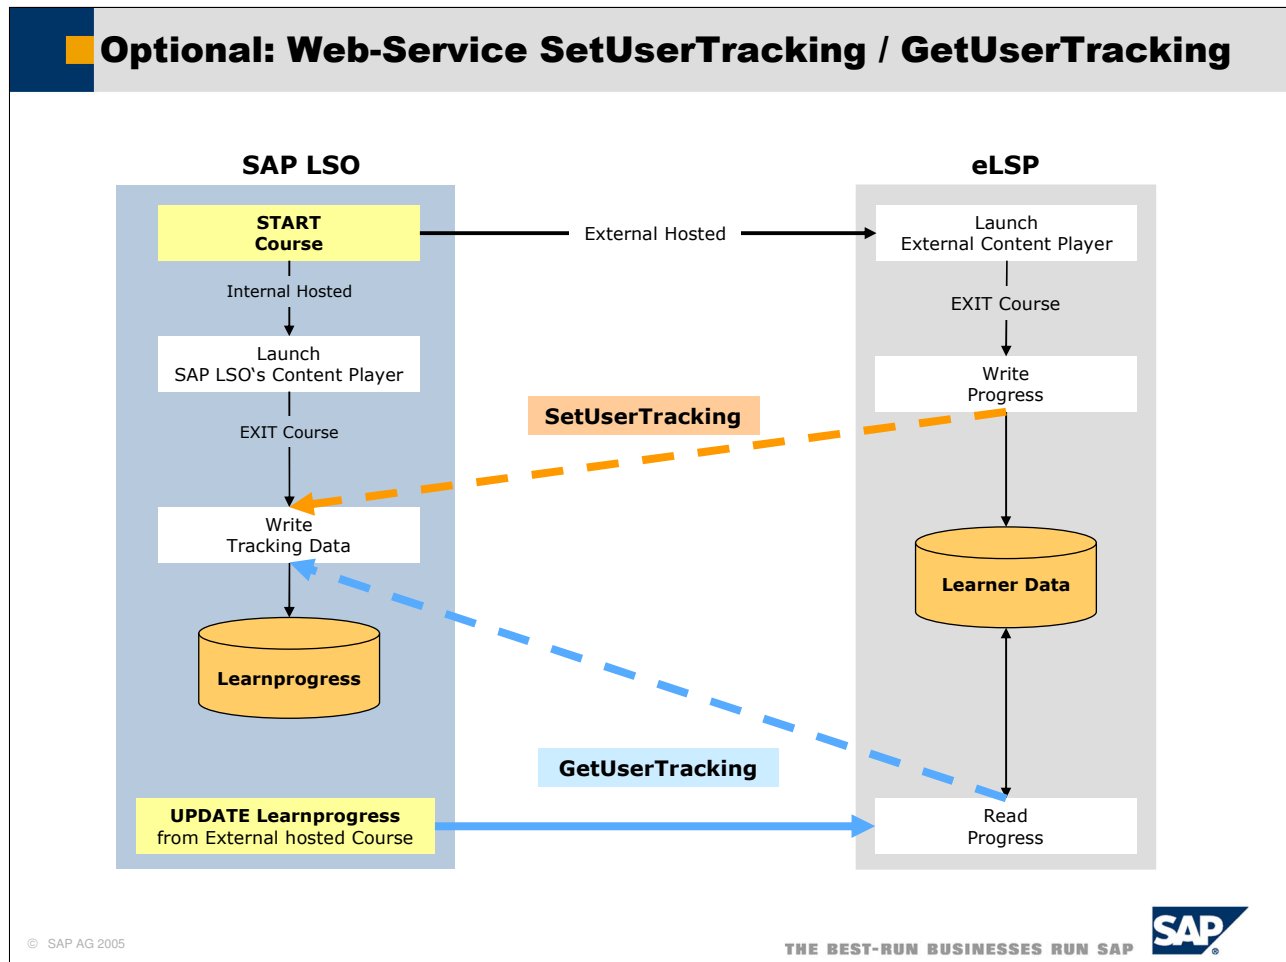 Optional: Web-Service SetUserTracking / GetUserTracking
SAP LSO
eLSP
START
Course
External Hosted
Launch
External Content Player
Internal Hosted
EXIT Course
Launch
SAP LSO‘s Content Player
Write
Progress
SetUserTracking
EXIT Course
Write
Tracking Data
Learner Data
Learnprogress
GetUserTracking
UPDATE Learnprogress
from External hosted Course
Read
Progress
© SAP AG 2005
THE BEST-RUN BUSINESSES RUN SAP
SAP
®